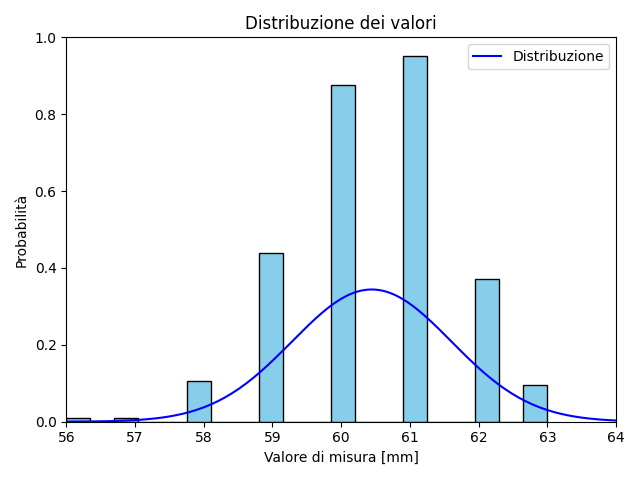 Distribuzione dei valori
1.0
0.8
0.6
0.4
0.2
0.0
Probabilità
Distribuzione
56 57 58 59 60 61 62 63 64
Valore di misura [mm]